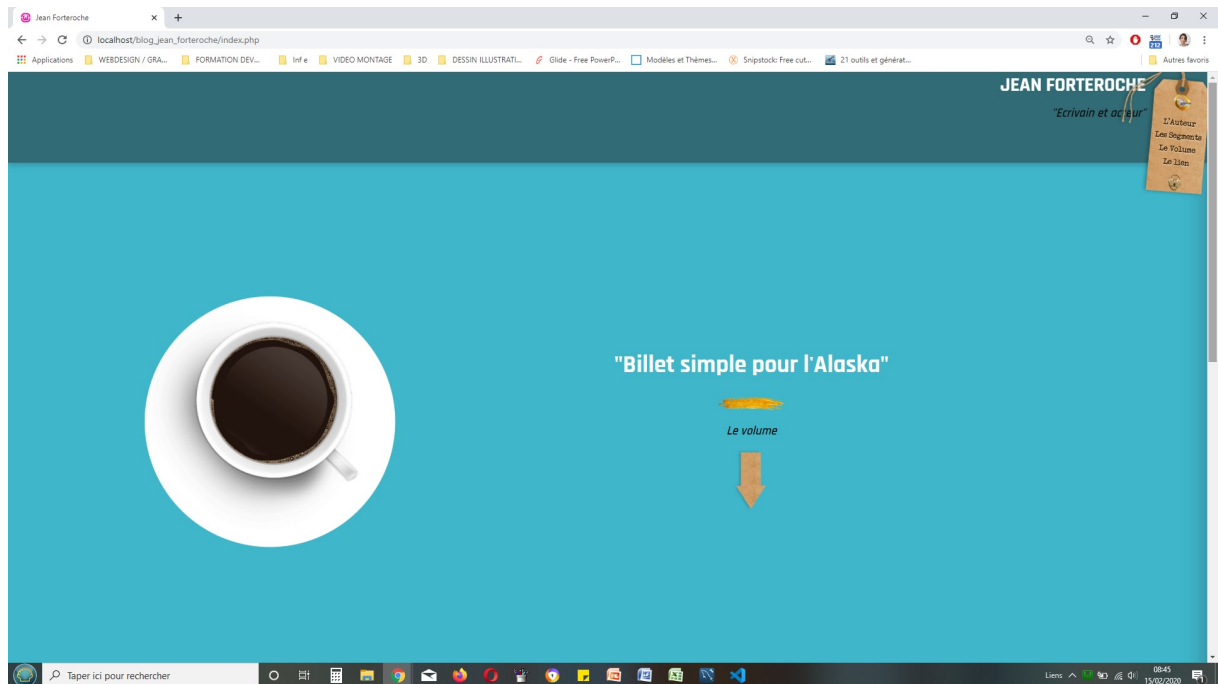 Jean Forteroche
localhost/blog_jean_forteroche/index.php
Applications WEBDESIGN / GRA... FORMATION DEV... Inf e VIDEO MONTAGE 3D DESSIN ILLUSTRATI... Glide - Free PowerP... Modèles et Thèmes... Snipstock: Free cut... 21 outils et générat... Autres favoris
JEAN FORTEROCHE
"Ecrivain et acteur"
L'Auteur
Les Segments
Le Volume
Le lien
"Billet simple pour l'Alaska"
Le volume
Taper ici pour rechercher
Liens
08:45
15/02/2020